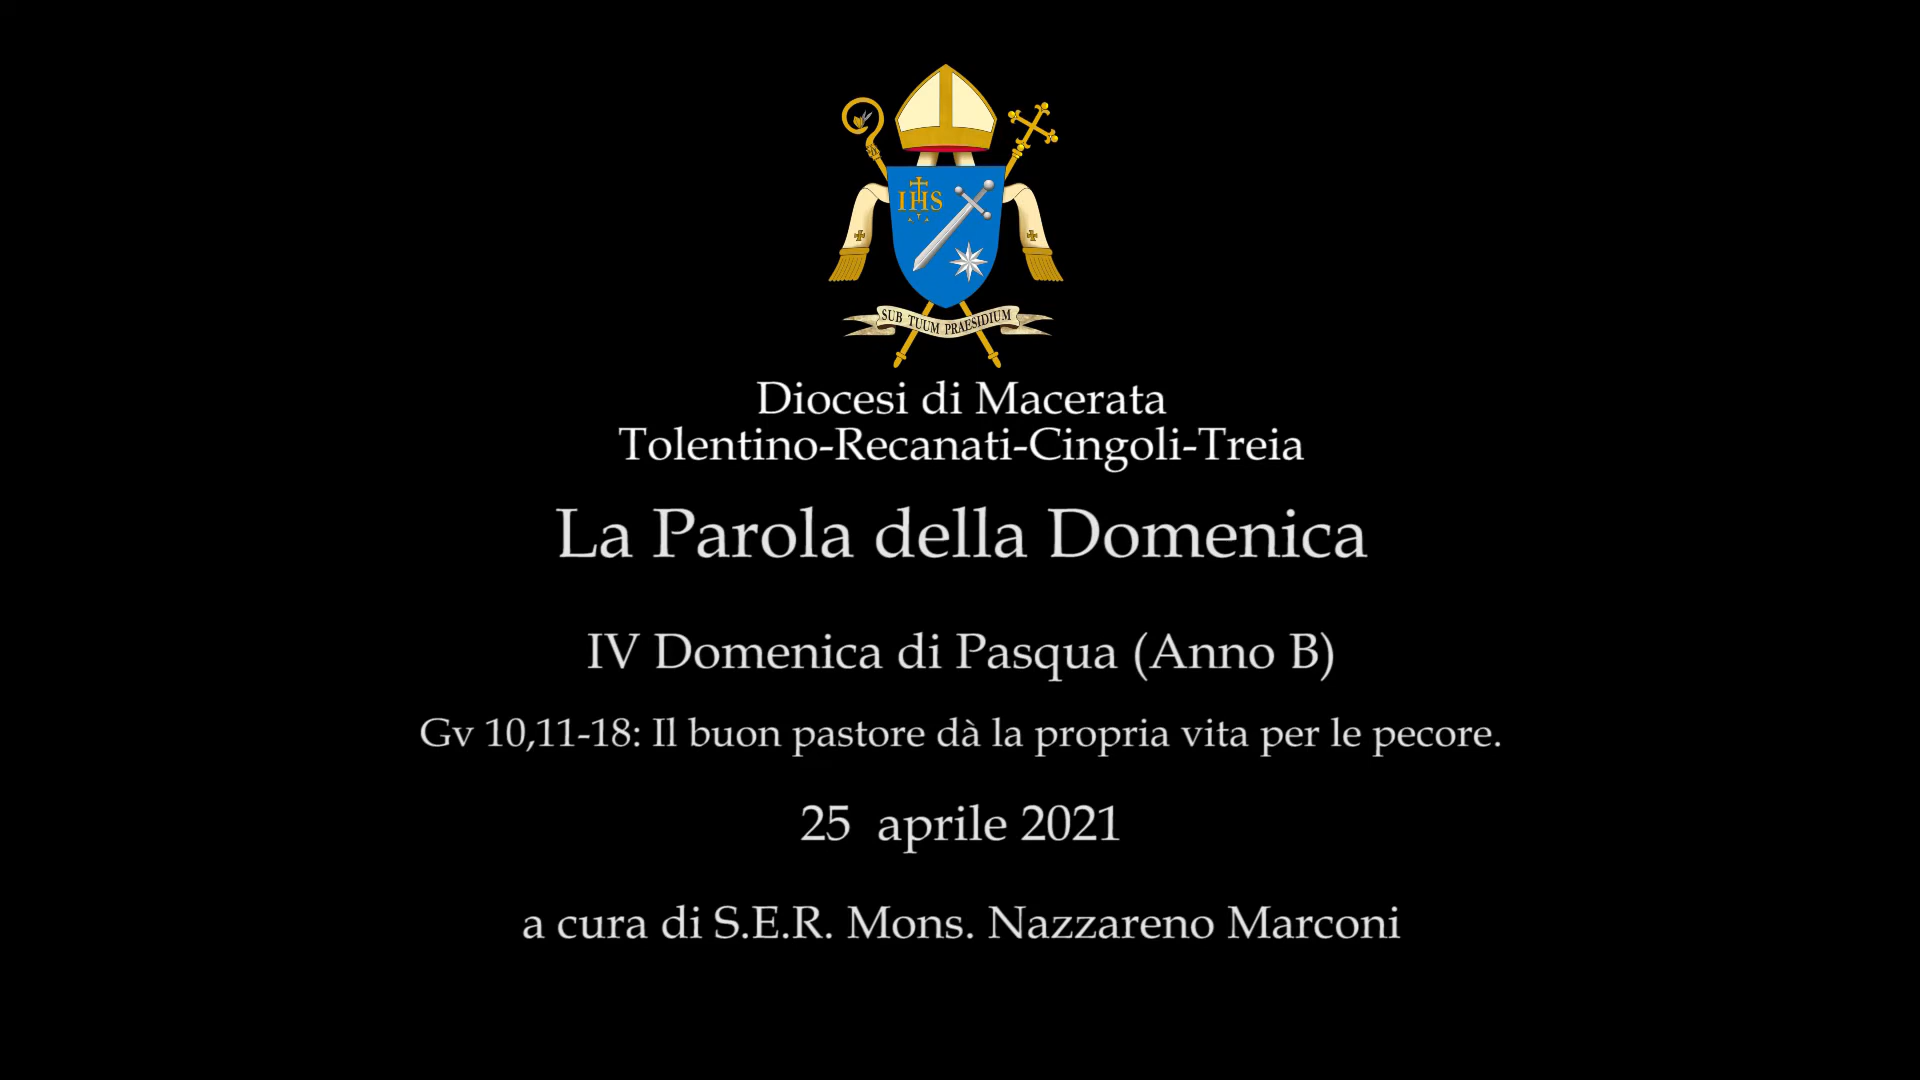 IHS
SUB TUUM PRAESIDIUM
Diocesi di Macerata
Tolentino-Recanati-Cingoli-Treia
La Parola della Domenica
IV Domenica di Pasqua (Anno B)
Gv 10,11-18: Il buon pastore dà la propria vita per le pecore.
25  aprile 2021
a cura di S.E.R. Mons. Nazzareno Marconi